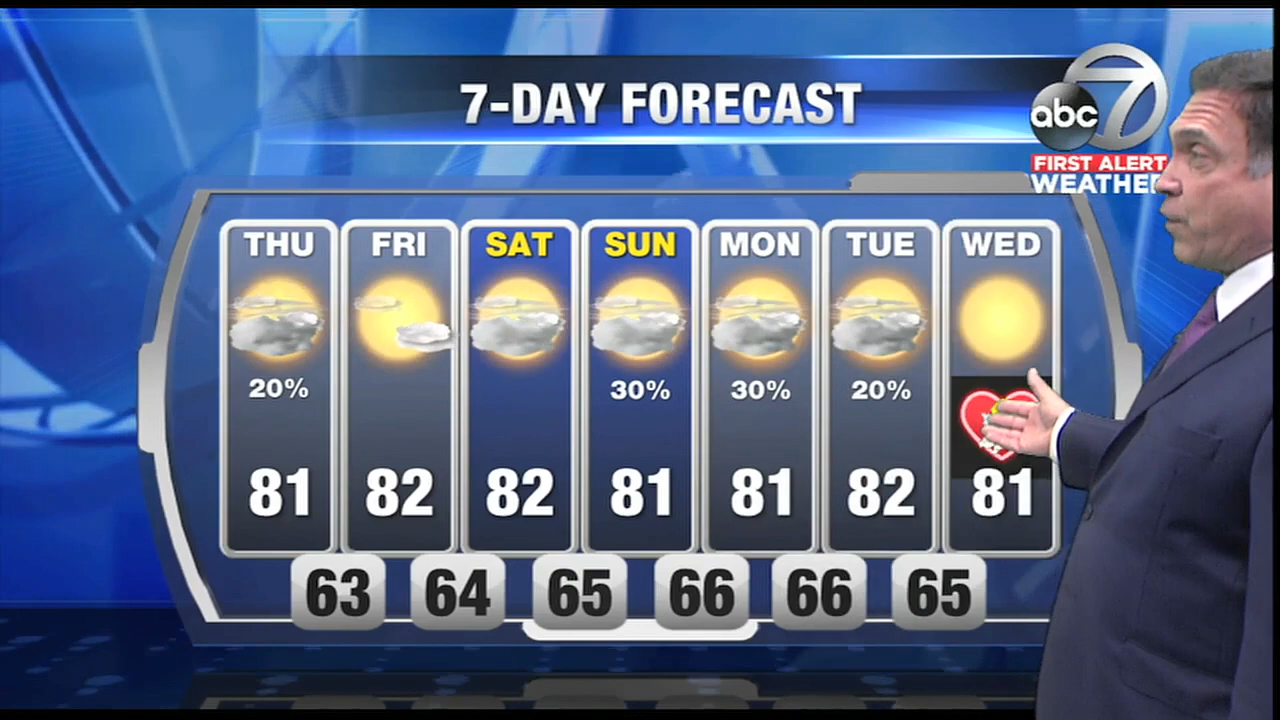 7-DAY FORECAST
abc 7
FIRST ALERT
WEATHER
THU FRI SAT SUN MON TUE WED
20% 30% 30% 20%
81 82 82 81 81 82 81
63 64 65 66 66 65